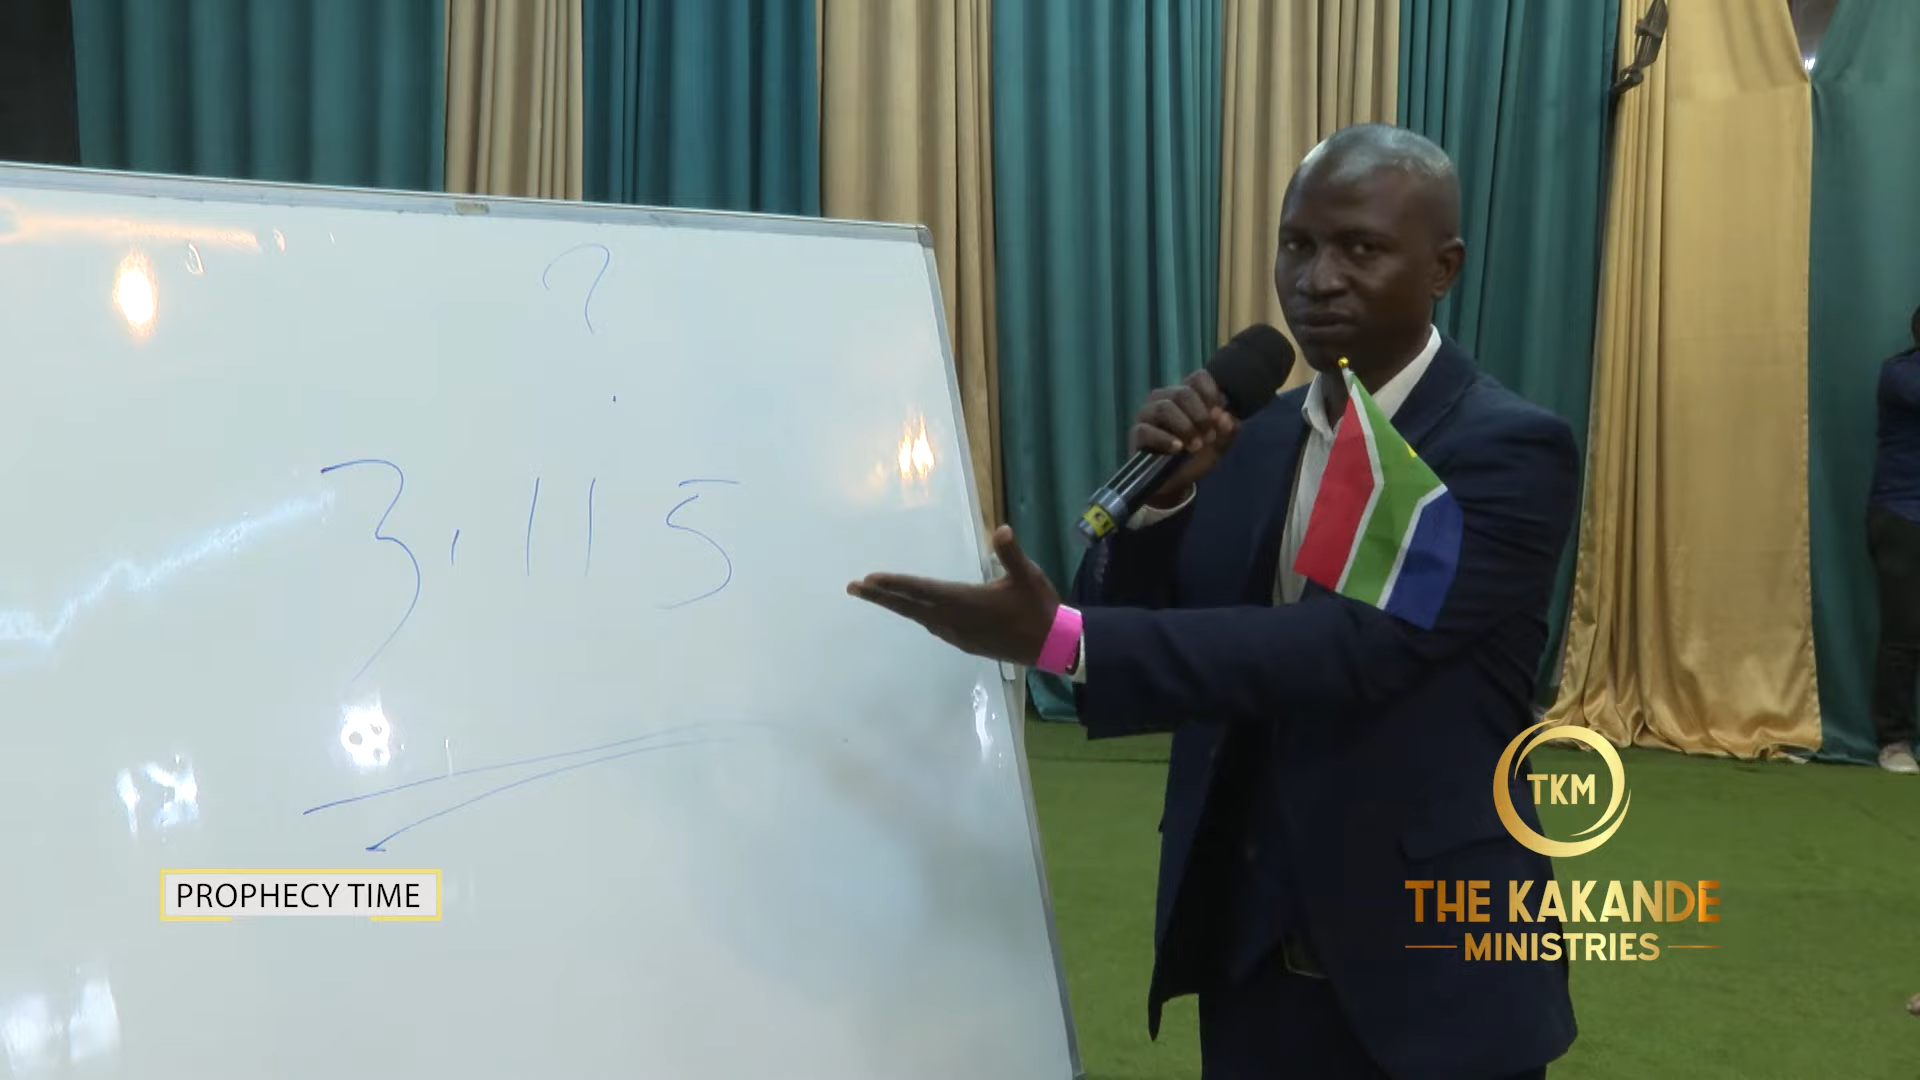 ?
3.115
PROPHECY TIME
TKM
THE KAKANDE
MINISTRIES